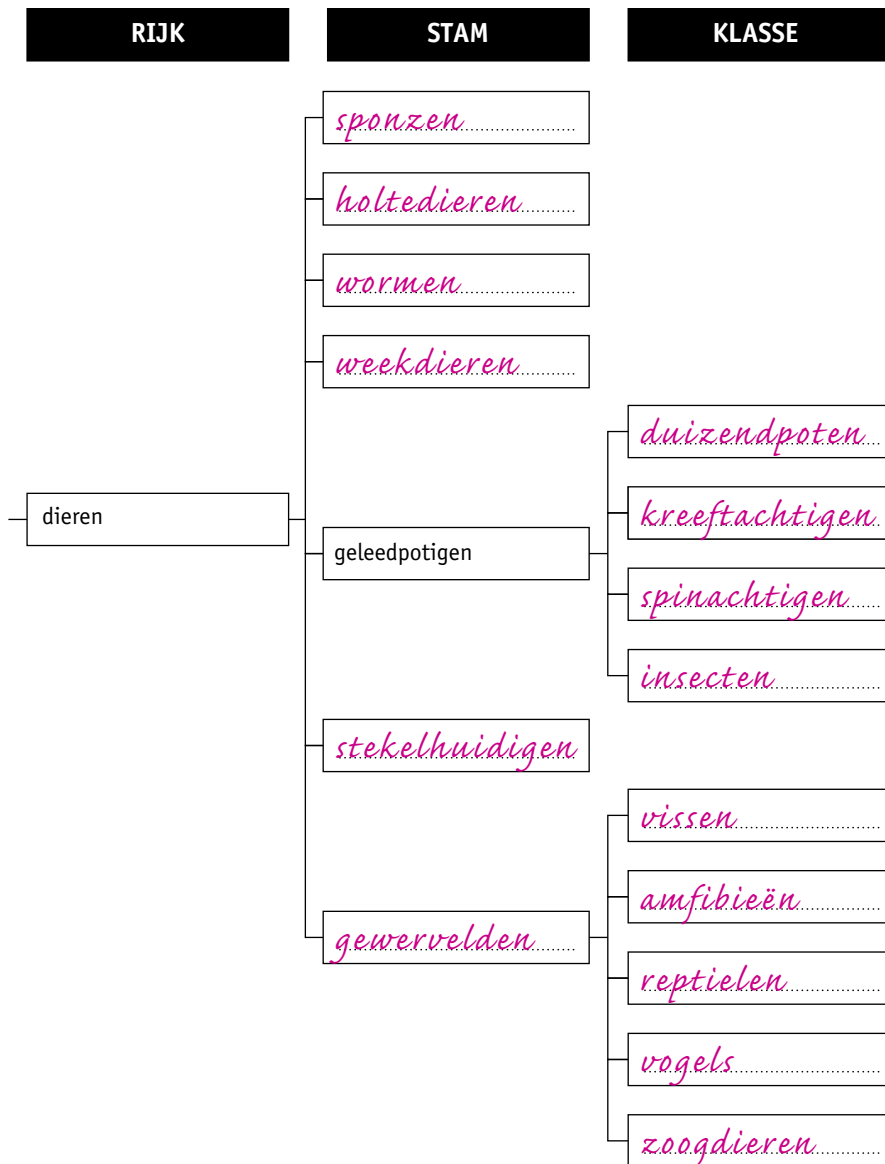 RIJK STAM KLASSE
sponzen
holtedieren
wormen
weekdieren
duizendpoten
dieren
kreeftachtigen
geleedpotigen
spinachtigen
insecten
stekelhuidigen
vissen
amfibieën
gewervelden
reptielen
vogels
zoogdieren